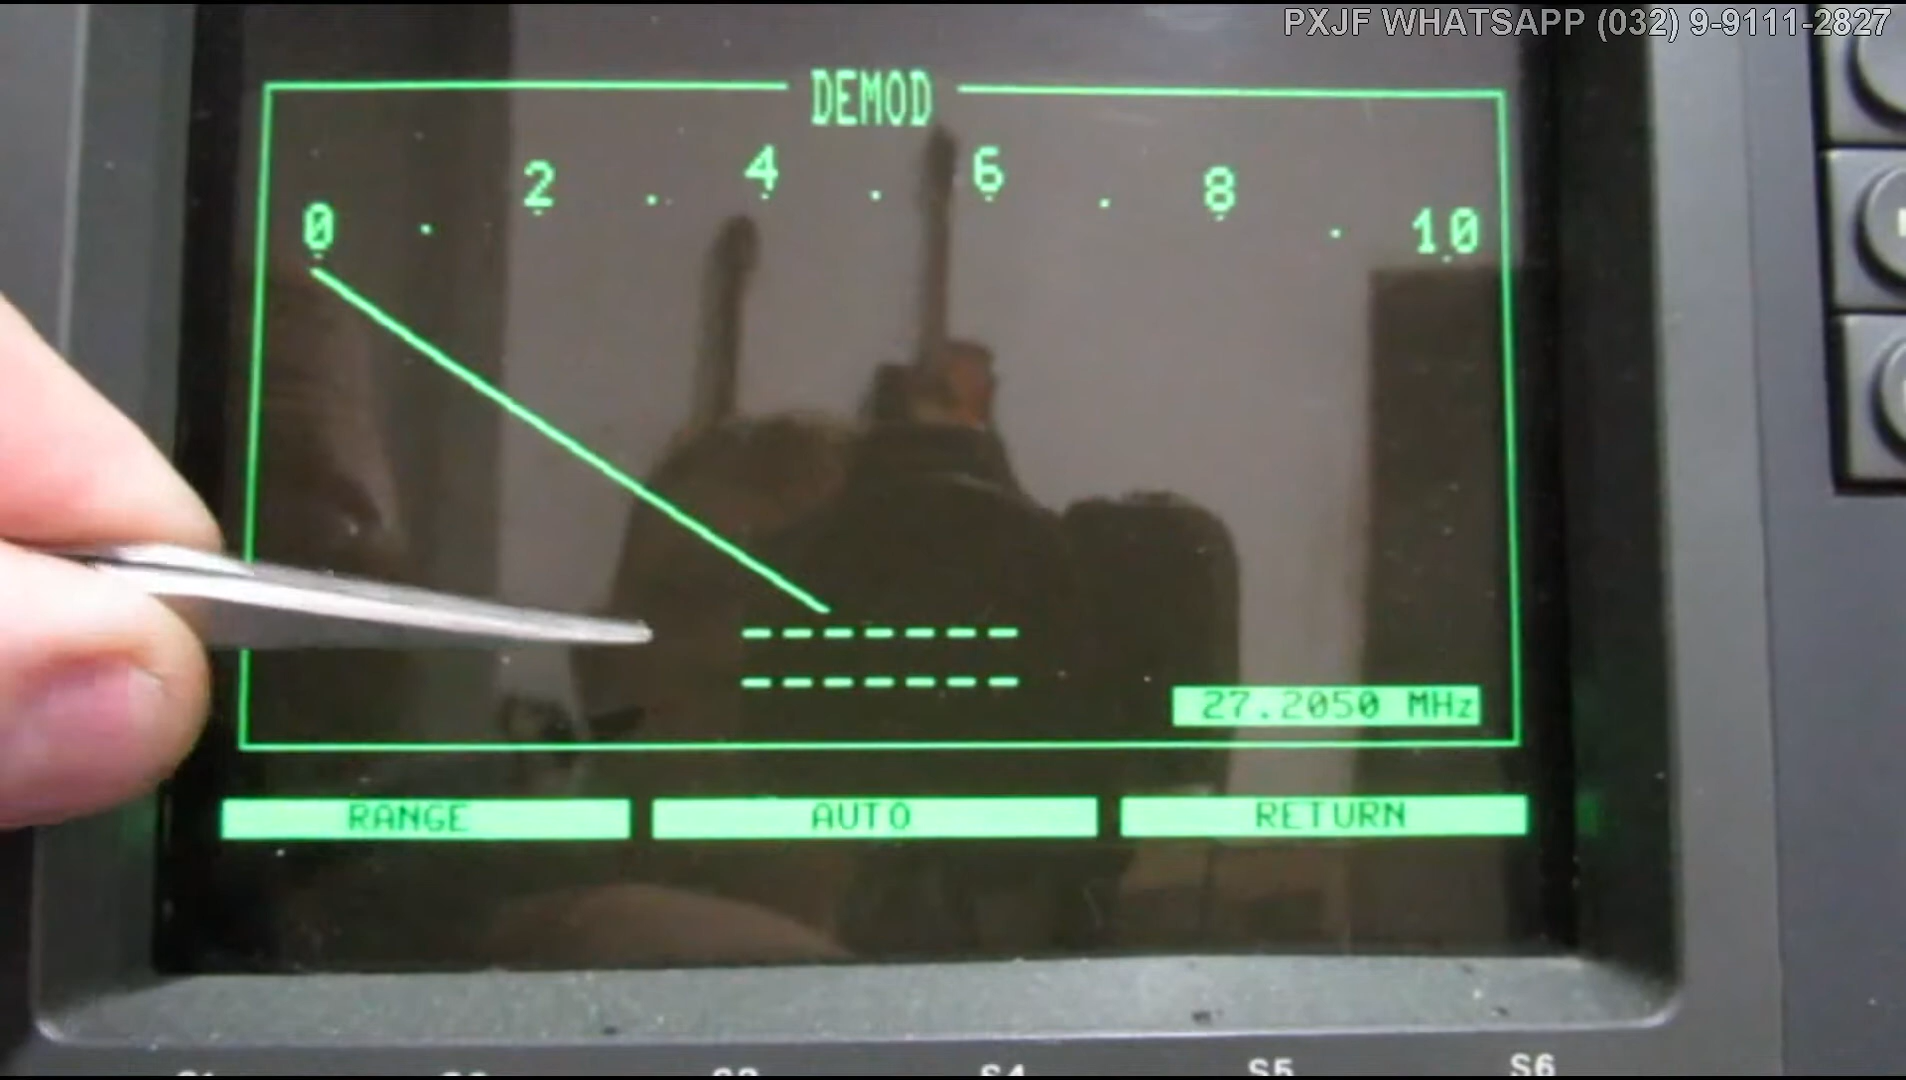 PXJF WHATSAPP (032) 9-9111-2827
DEMOD
0 2 4 6 8 10
------- 
-------
27.2050 MHz
RANGE AUTO RETURN
S4 S5 S6